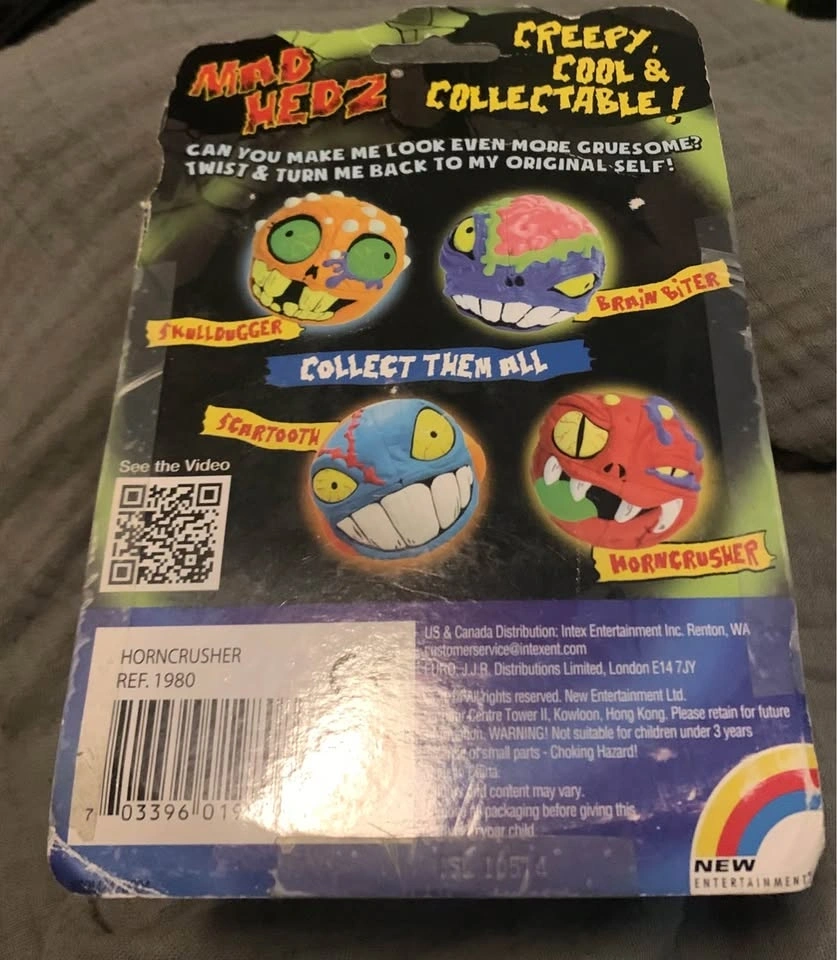 MAD
HEDZ
CREEPY,
COOL &
COLLECTABLE!
CAN YOU MAKE ME LOOK EVEN MORE GRUESOME?
TWIST & TURN ME BACK TO MY ORIGINAL SELF!
SKULLDUGGER
BRAIN BITER
COLLECT THEM ALL
SCARTOOTH
See the Video
HORNCRUSHER
US & Canada Distribution: Intex Entertainment Inc. Renton, WA
customerservice@intexent.com
EURO. J.J.R. Distributions Limited, London E14 7JY
rights reserved. New Entertainment Ltd.
Centre Tower II, Kowloon, Hong Kong. Please retain for future
WARNING! Not suitable for children under 3 years
of small parts - Choking Hazard!
and content may vary.
packaging before giving this
your child
HORNCRUSHER
REF. 1980
7 03396 019
NEW
ENTERTAINMENT